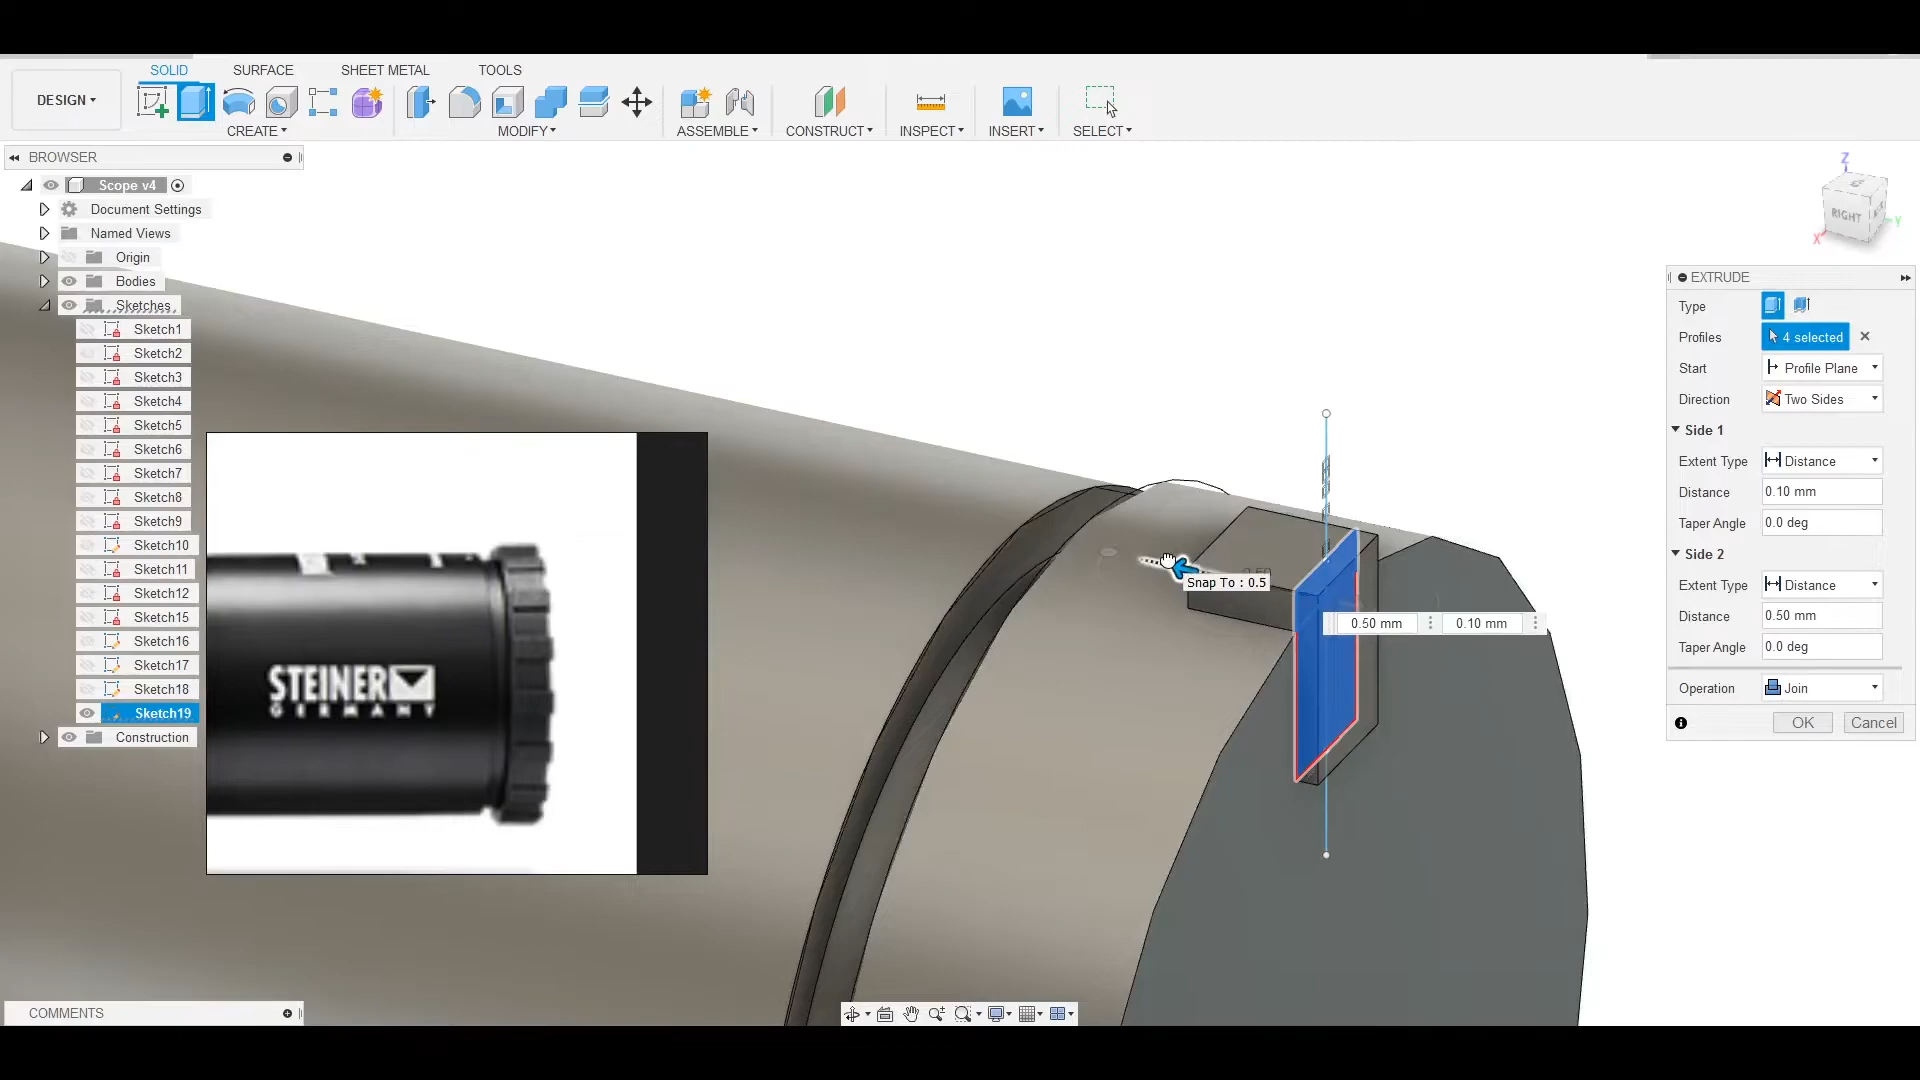 SOLID SURFACE SHEET METAL TOOLS
DESIGN
CREATE MODIFY ASSEMBLE CONSTRUCT INSPECT INSERT SELECT
BROWSER
Scope v4
Document Settings
Named Views
Origin
Bodies
Sketches
Sketch1
Sketch2
Sketch3
Sketch4
Sketch5
Sketch6
Sketch7
Sketch8
Sketch9
Sketch10
Sketch11
Sketch12
Sketch15
Sketch16
Sketch17
Sketch18
Sketch19
Construction
STEINER
GERMANY
Snap To : 0.5
0.50 mm 0.10 mm
Z
RIGHT
X
Y
EXTRUDE
Type
Profiles 4 selected
Start Profile Plane
Direction Two Sides
Side 1
Extent Type Distance
Distance 0.10 mm
Taper Angle 0.0 deg
Side 2
Extent Type Distance
Distance 0.50 mm
Taper Angle 0.0 deg
Operation Join
OK Cancel
COMMENTS